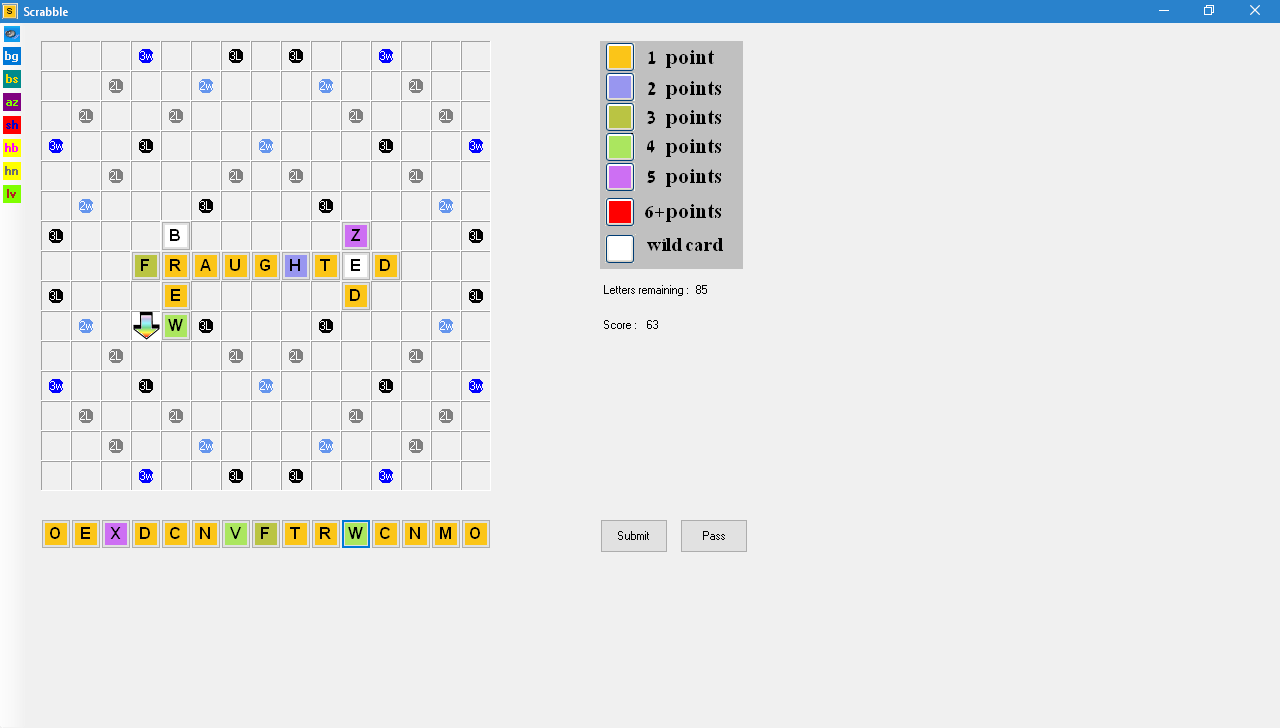 S Scrabble
bg
bs
az
sh
hb
hn
lv
3W 3L 3L 3W
2L 2W 2W 2L
2L 2L 2L 2L
3W 3L 2W 3L 3W
2L 2L 2L 2L
2W 3L 3L 2W
3L B Z 3L
F R A U G H T E D
3L E D 3L
2W W 3L 3L 2W
2L 2L 2L 2L
3W 3L 2W 3L 3W
2L 2L 2L 2L
2L 2W 2W 2L
3W 3L 3L 3W
O E X D C N V F T R W C N M O
1 point
2 points
3 points
4 points
5 points
6+points
wild card
Letters remaining : 85
Score : 63
Submit Pass